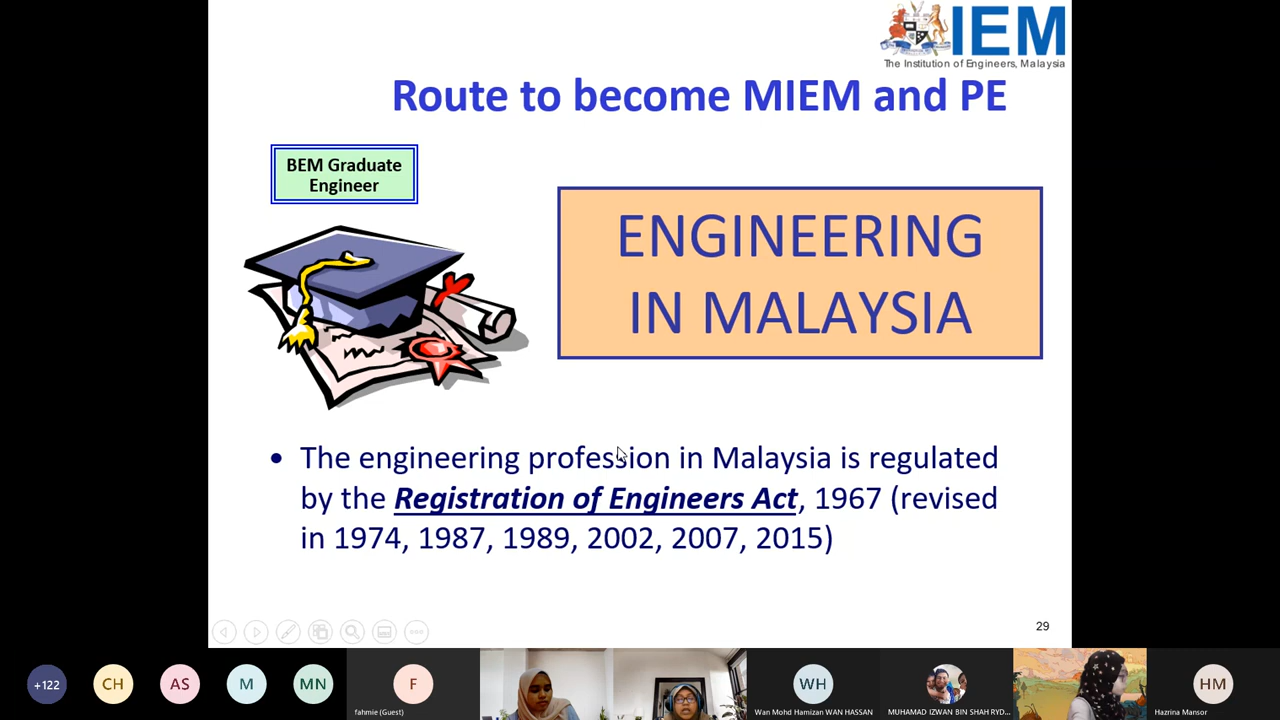 IEM
The Institution of Engineers, Malaysia
Route to become MIEM and PE
BEM Graduate
Engineer
ENGINEERING
IN MALAYSIA
• The engineering profession in Malaysia is regulated
by the Registration of Engineers Act, 1967 (revised
in 1974, 1987, 1989, 2002, 2007, 2015)
29
+122
CH
AS
M
MN
F
fahmie (Guest)
WH
Wan Mohd Hamizan WAN HASSAN
MUHAMAD IZWAN BIN SHAH RYD...
HM
Hazrina Mansor